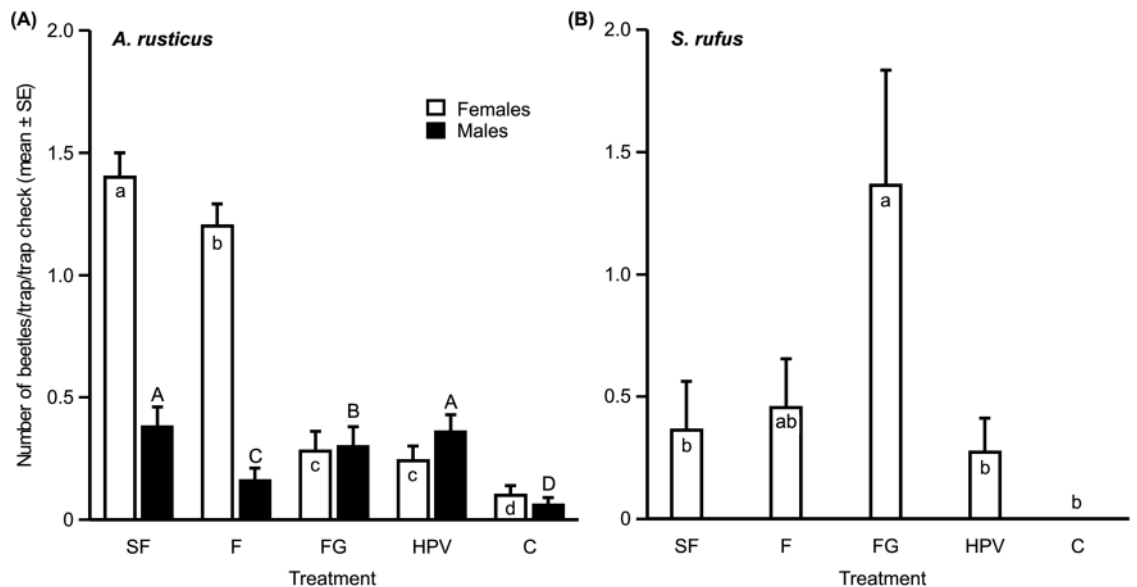 (A)
A. rusticus
Number of beetles/trap/trap check (mean ± SE)
2.0
1.5
1.0
0.5
0
Females
Males
a
A
b
C
c
B
c
A
d
D
SF F FG HPV C
Treatment
(B)
S. rufus
2.0
1.5
1.0
0.5
0
b
ab
a
b
b
SF F FG HPV C
Treatment